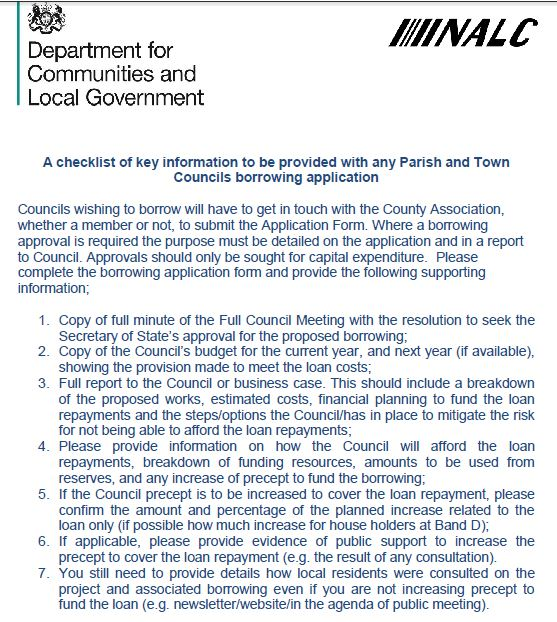 Department for
Communities and
Local Government
NALC
A checklist of key information to be provided with any Parish and Town
Councils borrowing application
Councils wishing to borrow will have to get in touch with the County Association,
whether a member or not, to submit the Application Form. Where a borrowing
approval is required the purpose must be detailed on the application and in a report
to Council. Approvals should only be sought for capital expenditure. Please
complete the borrowing application form and provide the following supporting
information;
1. Copy of full minute of the Full Council Meeting with the resolution to seek the
Secretary of State's approval for the proposed borrowing;
2. Copy of the Council's budget for the current year, and next year (if available),
showing the provision made to meet the loan costs;
3. Full report to the Council or business case. This should include a breakdown
of the proposed works, estimated costs, financial planning to fund the loan
repayments and the steps/options the Council/has in place to mitigate the risk
for not being able to afford the loan repayments;
4. Please provide information on how the Council will afford the loan
repayments, breakdown of funding resources, amounts to be used from
reserves, and any increase of precept to fund the borrowing;
5. If the Council precept is to be increased to cover the loan repayment, please
confirm the amount and percentage of the planned increase related to the
loan only (if possible how much increase for house holders at Band D);
6. If applicable, please provide evidence of public support to increase the
precept to cover the loan repayment (e.g. the result of any consultation).
7. You still need to provide details how local residents were consulted on the
project and associated borrowing even if you are not increasing precept to
fund the loan (e.g. newsletter/website/in the agenda of public meeting).